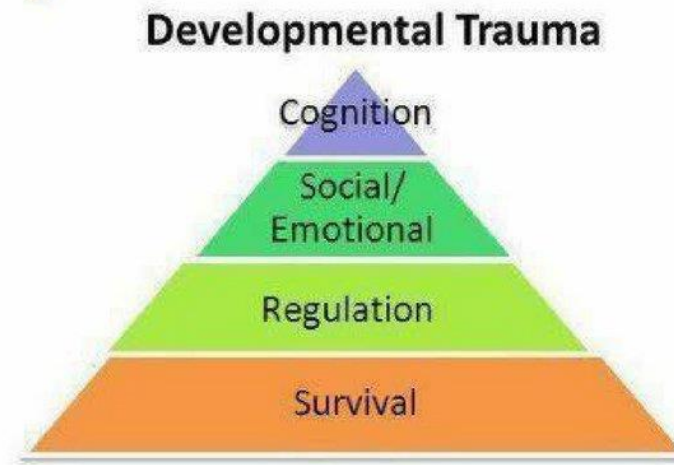 Developmental Trauma
Cognition
Social/
Emotional
Regulation
Survival